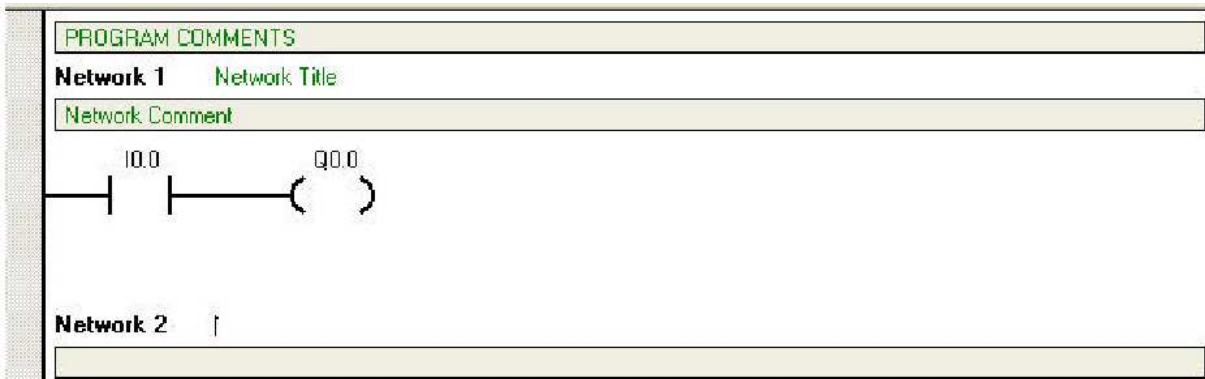 PROGRAM COMMENTS
Network 1 Network Title
Network Comment
I0.0 Q0.0
Network 2